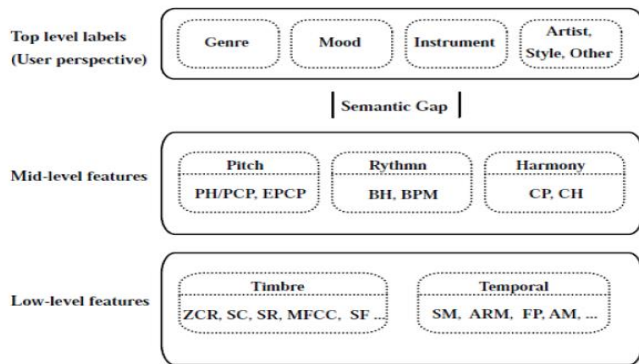 Top level labels
(User perspective)
Genre
Mood
Instrument
Artist,
Style, Other
Semantic Gap
Mid-level features
Pitch
PH/PCP, EPCP
Rythmn
BH, BPM
Harmony
CP, CH
Low-level features
Timbre
ZCR, SC, SR, MFCC, SF ...
Temporal
SM, ARM, FP, AM, ...